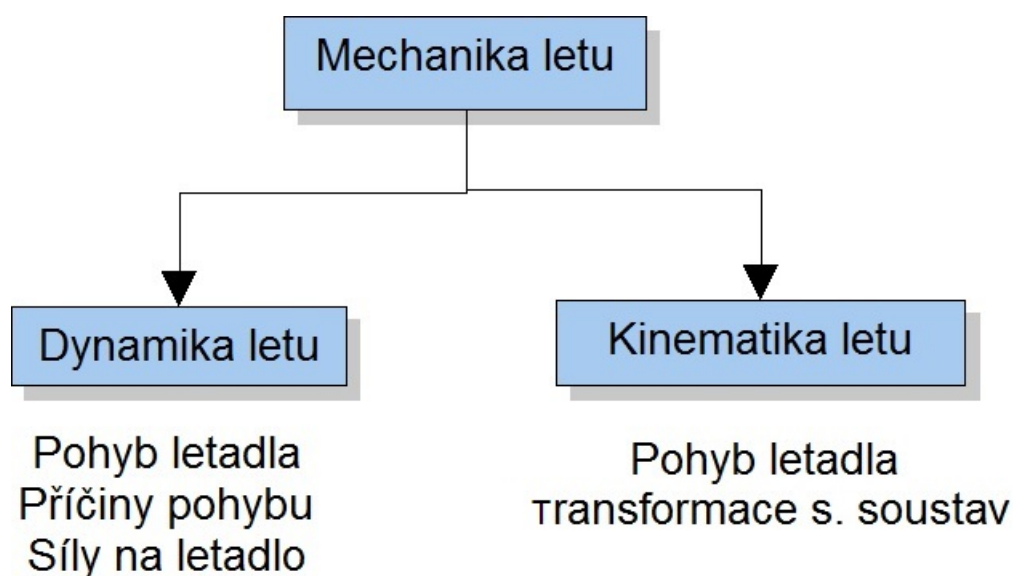 Mechanika letu
Dynamika letu
Kinematika letu
Pohyb letadla
Příčiny pohybu
Síly na letadlo
Pohyb letadla
Transformace s. soustav